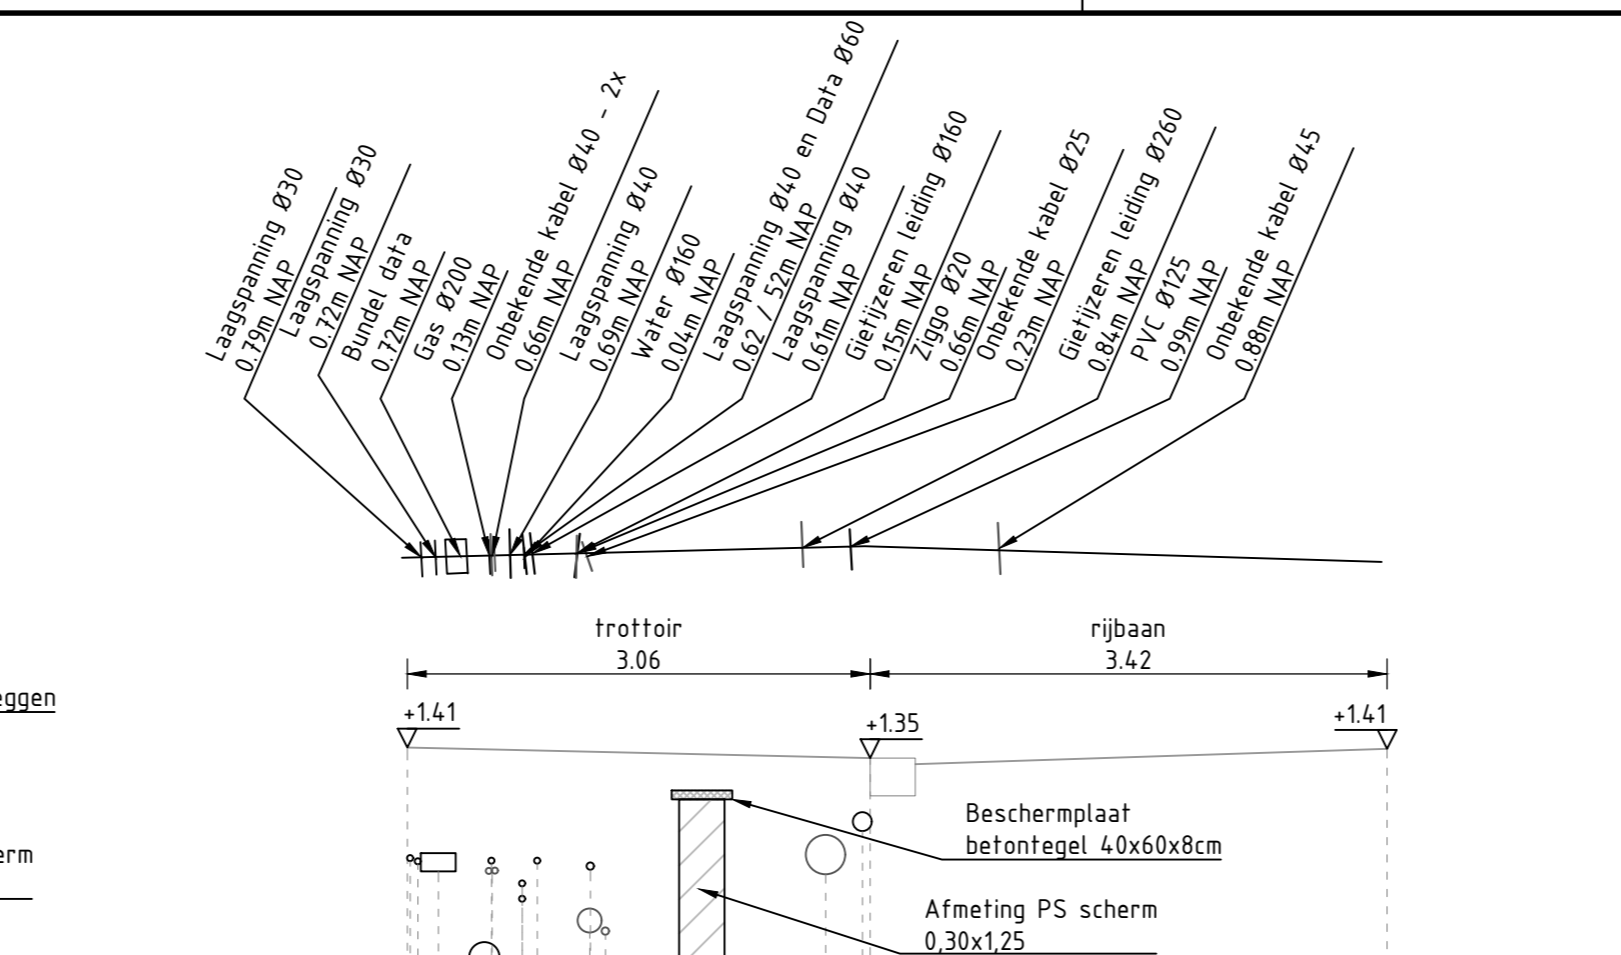 Laagspanning Ø30
0.79m NAP
Laagspanning Ø30
0.72m NAP
Bundel data
0.72m NAP
Gas Ø200
0.13m NAP
Onbekende kabel Ø40 - 2x
0.66m NAP
Laagspanning Ø40
0.69m NAP
Water Ø160
0.04m NAP
Laagspanning Ø40 en Data Ø60
0.62 / 52m NAP
Laagspanning Ø40
0.61m NAP
Gietijzeren leiding Ø160
0.15m NAP
Ziggo Ø20
0.66m NAP
Onbekende kabel Ø25
0.23m NAP
Gietijzeren leiding Ø260
0.84m NAP
PVC Ø125
0.99m NAP
Onbekende kabel Ø45
0.88m NAP
trottoir
3.06
rijbaan
3.42
eggen
+1.41
+1.35
+1.41
Beschermplaat
betontegel 40x60x8cm
erm
Afmeting PS scherm
0,30x1,25